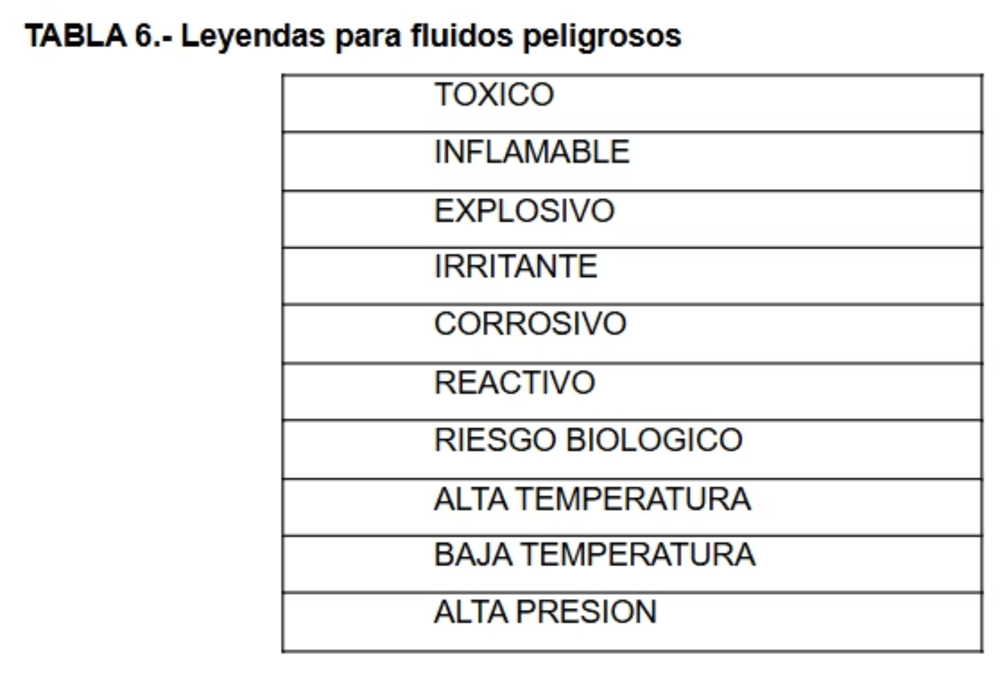 TABLA 6.- Leyendas para fluidos peligrosos
TOXICO
INFLAMABLE
EXPLOSIVO
IRRITANTE
CORROSIVO
REACTIVO
RIESGO BIOLOGICO
ALTA TEMPERATURA
BAJA TEMPERATURA
ALTA PRESION